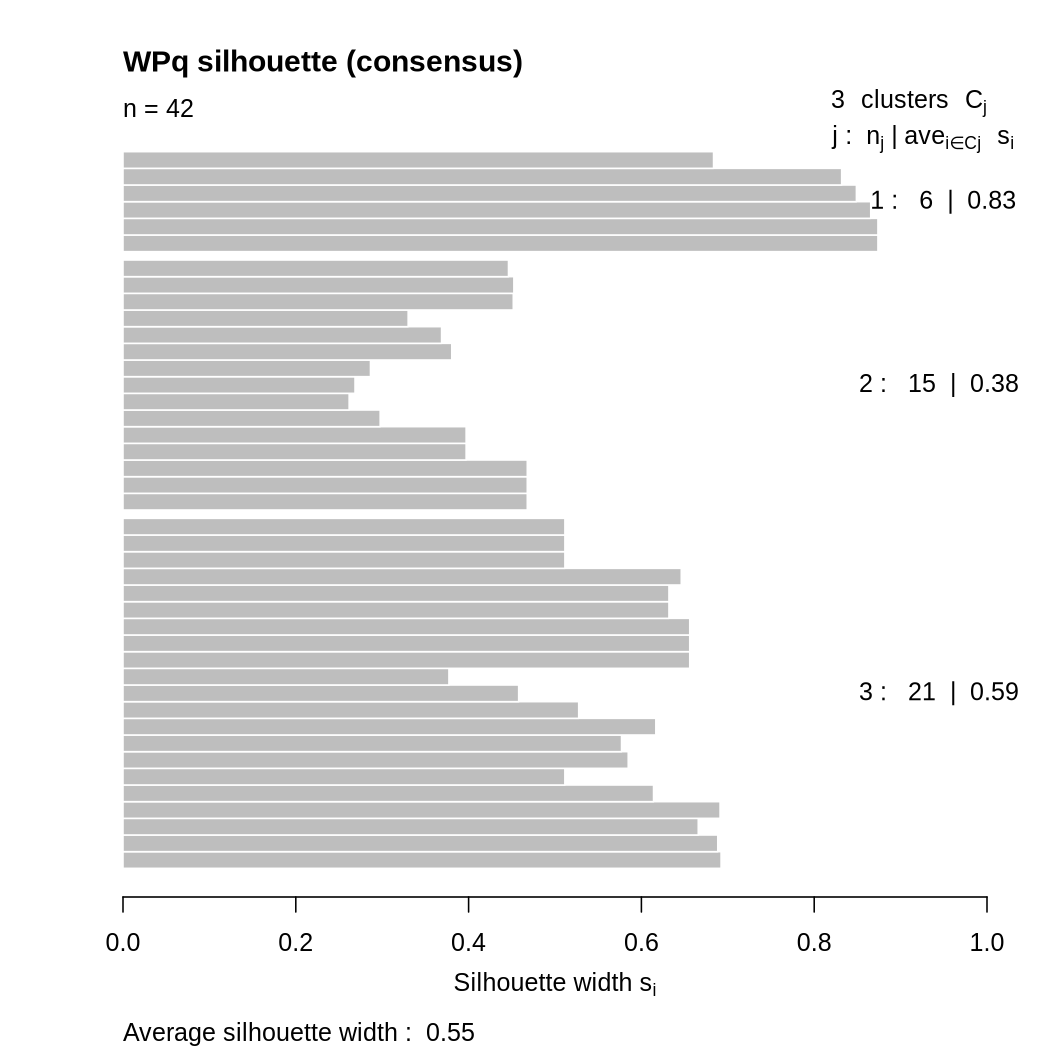 WPq silhouette (consensus)
n = 42
3 clusters Cj
j : nj | avei∈Cj si
1 : 6 | 0.83
2 : 15 | 0.38
3 : 21 | 0.59
0.0 0.2 0.4 0.6 0.8 1.0
Silhouette width si
Average silhouette width : 0.55